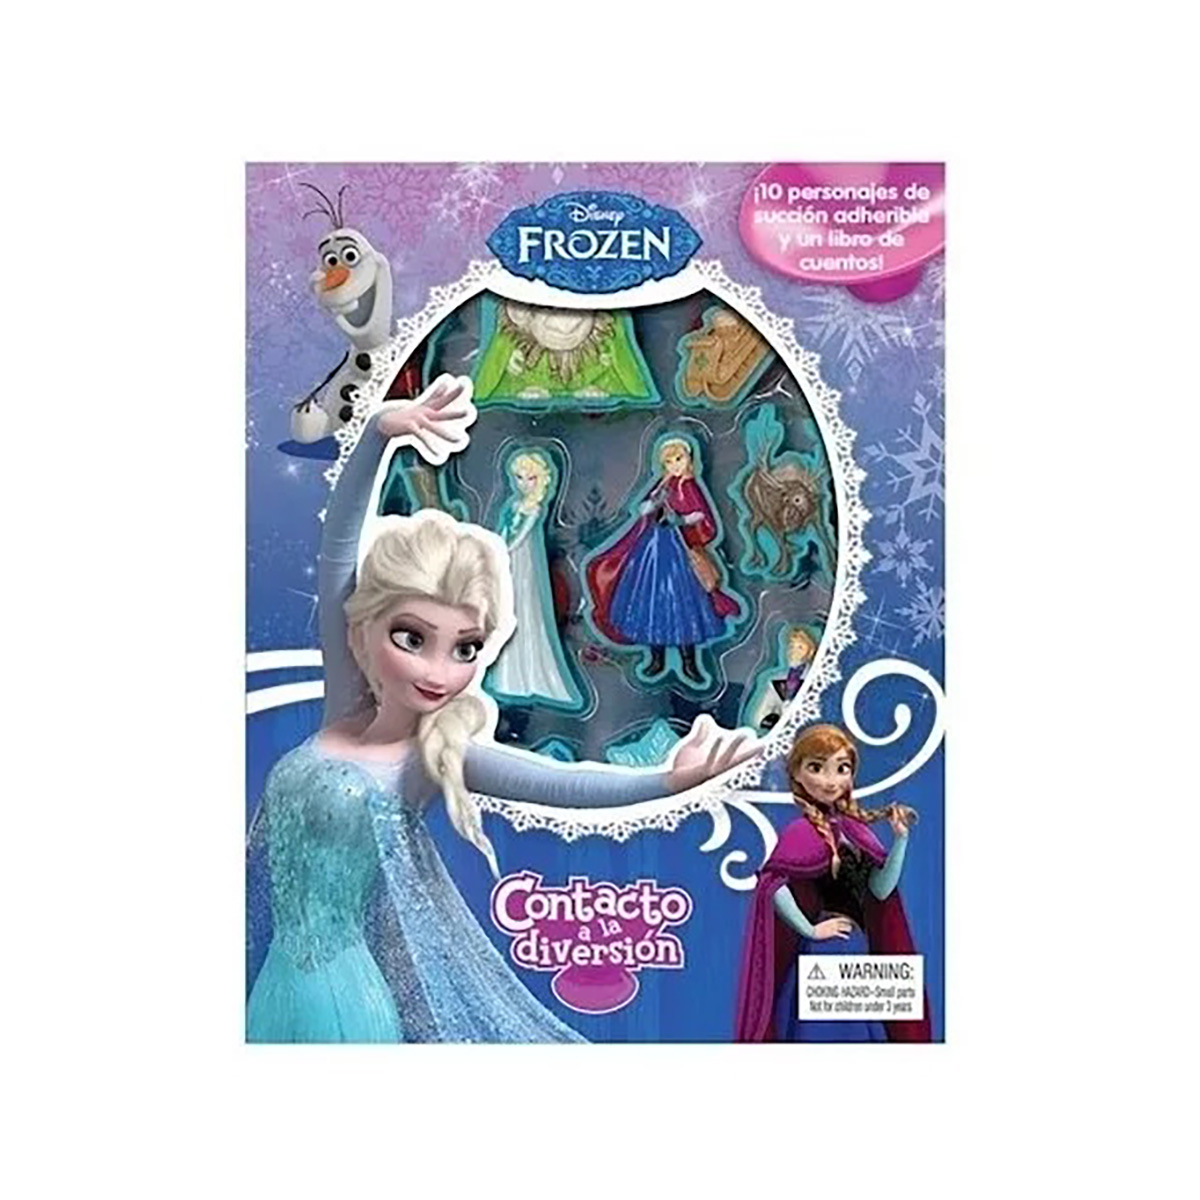 ¡10 personajes de
succión adherible
y un libro de
cuentos!
Disney
FROZEN
Contacto
a la
diversión
WARNING:
CHOKING HAZARD–Small parts
Not for children under 3 years